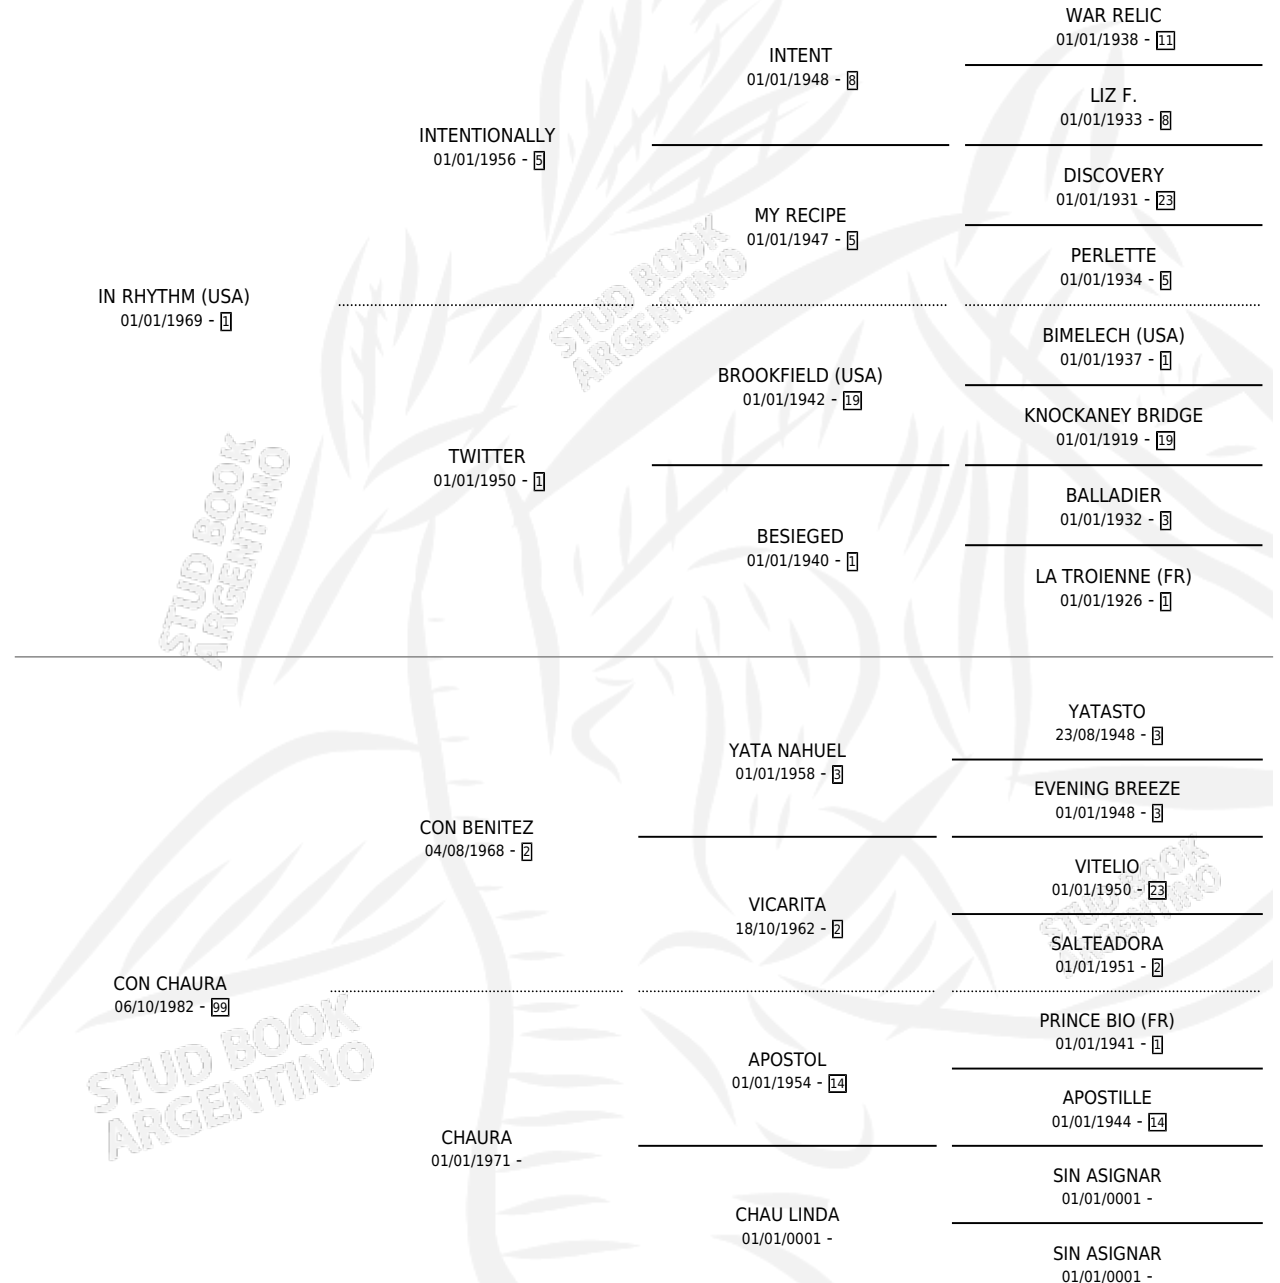 WAR RELIC
01/01/1938 - 11
INTENT
01/01/1948 - 8
LIZ F.
01/01/1933 - 8
INTENTIONALLY
01/01/1956 - 5
DISCOVERY
01/01/1931 - 23
MY RECIPE
01/01/1947 - 5
PERLETTE
01/01/1934 - 5
IN RHYTHM (USA)
01/01/1969 - 1
BIMELECH (USA)
01/01/1937 - 1
BROOKFIELD (USA)
01/01/1942 - 19
KNOCKANEY BRIDGE
01/01/1919 - 19
TWITTER
01/01/1950 - 1
BALLADIER
01/01/1932 - 3
BESIEGED
01/01/1940 - 1
LA TROIENNE (FR)
01/01/1926 - 1
YATASTO
23/08/1948 - 3
YATA NAHUEL
01/01/1958 - 3
EVENING BREEZE
01/01/1948 - 3
CON BENITEZ
04/08/1968 - 2
VITELIO
01/01/1950 - 23
VICARITA
18/10/1962 - 2
SALTEADORA
01/01/1951 - 2
CON CHAURA
06/10/1982 - 99
PRINCE BIO (FR)
01/01/1941 - 1
APOSTOL
01/01/1954 - 14
APOSTILLE
01/01/1944 - 14
CHAURA
01/01/1971 -
SIN ASIGNAR
01/01/0001 -
CHAU LINDA
01/01/0001 -
SIN ASIGNAR
01/01/0001 -
STUD BOOK
ARGENTINO
STUD BOOK
ARGENTINO
STUD BOOK
ARGENTINO
STUD BOOK
ARGENTINO